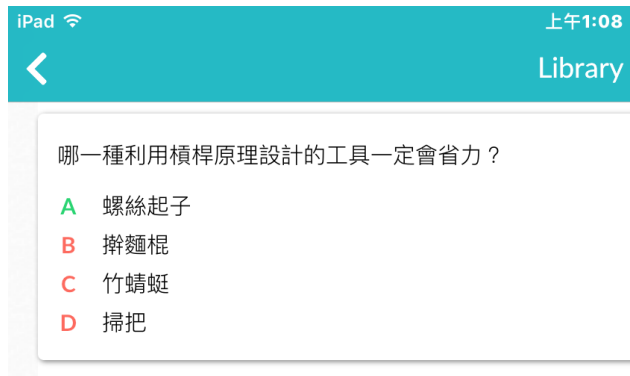 iPad 上午1:08
Library
哪一種利用槓桿原理設計的工具一定會省力？
A 螺絲起子
B 擀麵棍
C 竹蜻蜓
D 掃把